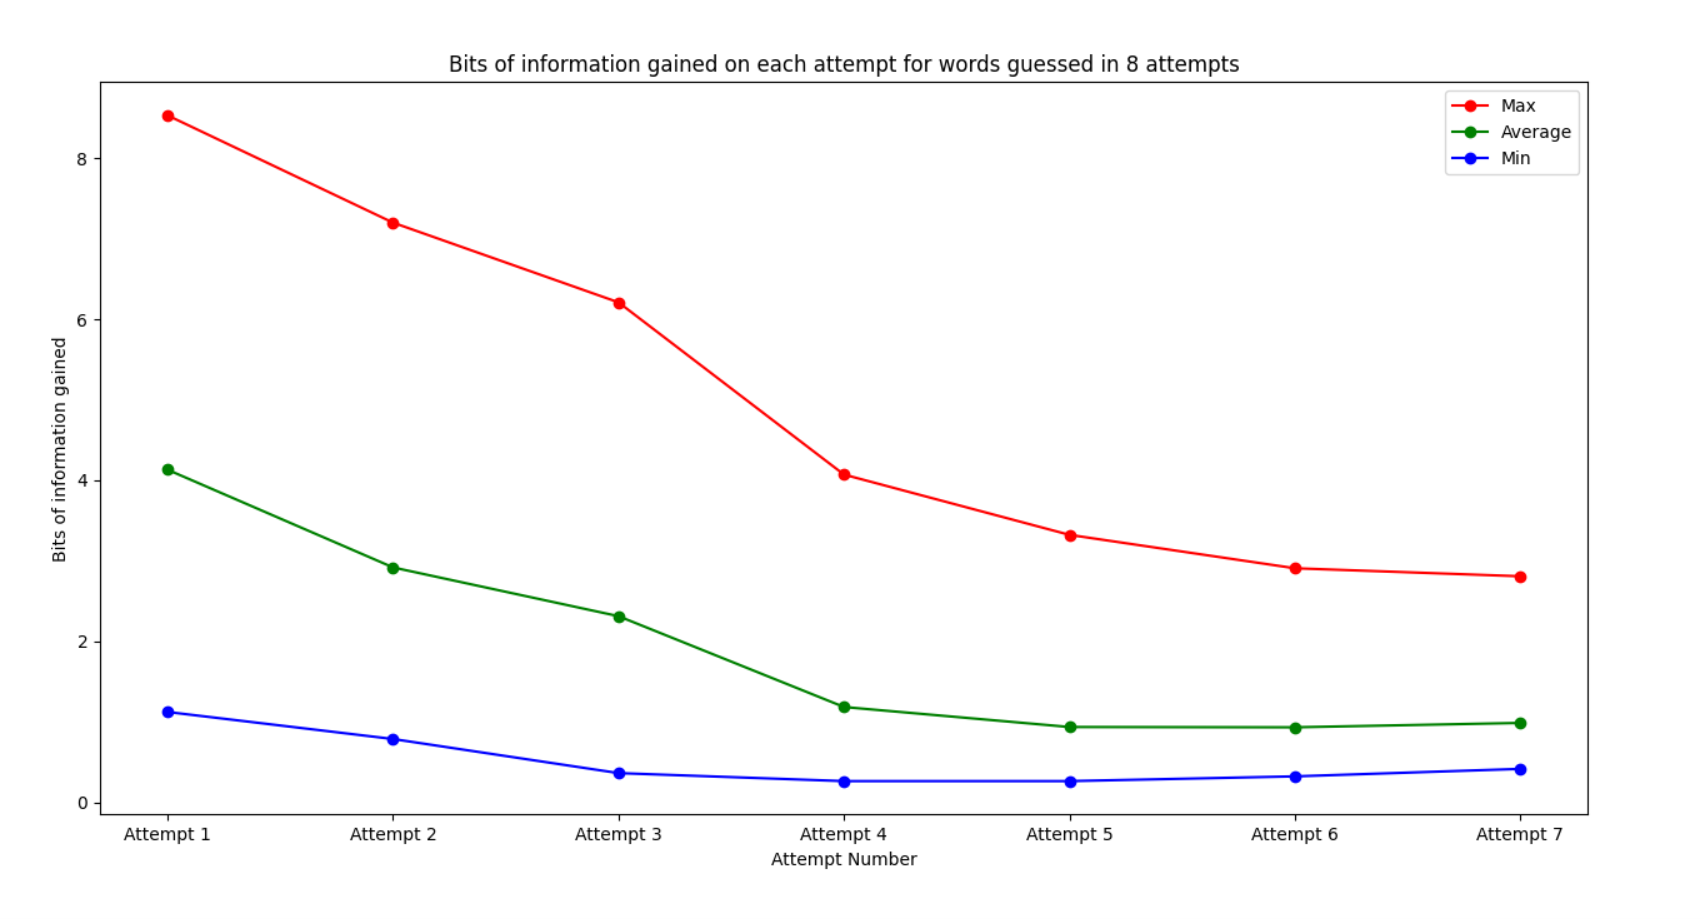 Bits of information gained on each attempt for words guessed in 8 attempts
Max
Average
Min
8
6
4
2
0
Bits of information gained
Attempt 1 Attempt 2 Attempt 3 Attempt 4 Attempt 5 Attempt 6 Attempt 7
Attempt Number